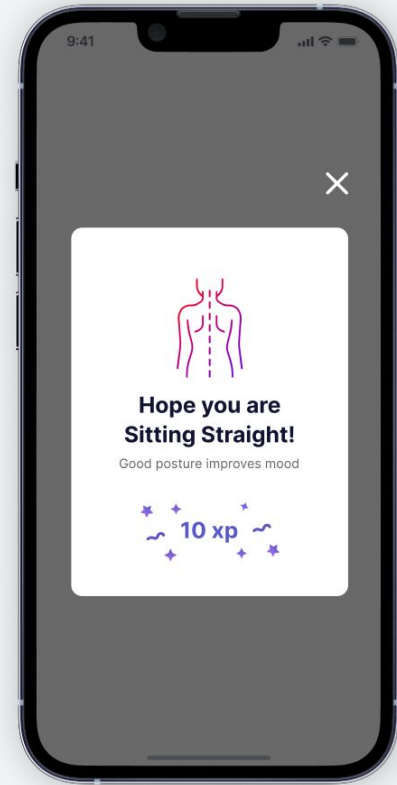 9:41
Hope you are
Sitting Straight!
Good posture improves mood
10 xp